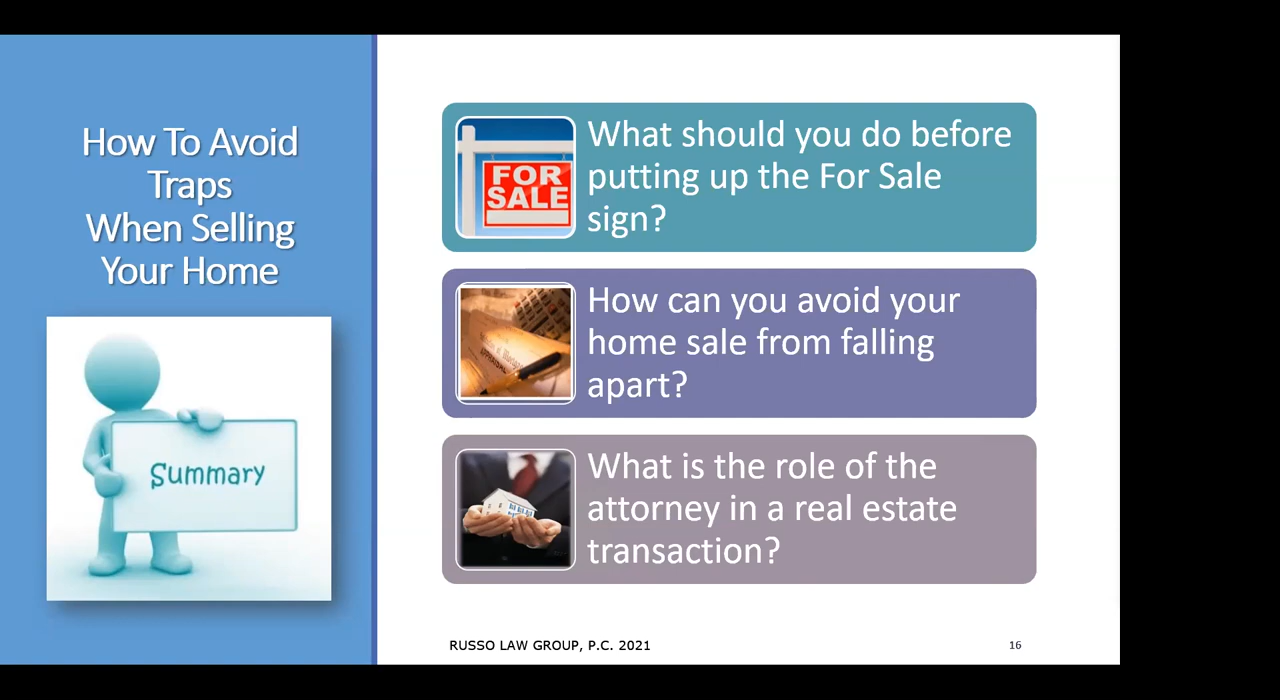 How To Avoid
Traps
When Selling
Your Home
Summary
FOR
SALE
What should you do before
putting up the For Sale
sign?
APPRAISAL
How can you avoid your
home sale from falling
apart?
What is the role of the
attorney in a real estate
transaction?
RUSSO LAW GROUP, P.C. 2021
16